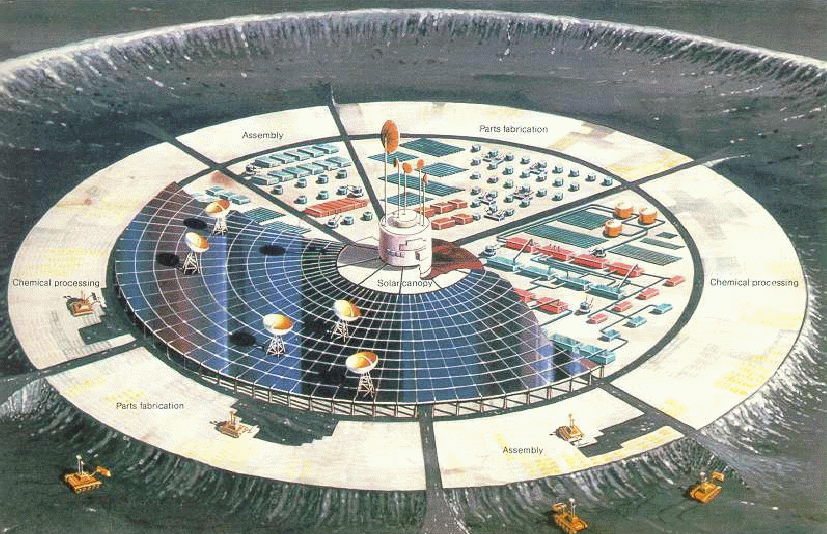 Assembly
Parts fabrication
Chemical processing
Solar canopy
Chemical processing
Parts fabrication
Assembly